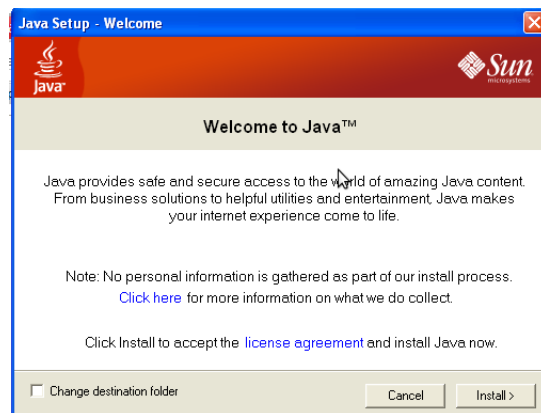 Java Setup - Welcome
Java
Sun
microsystems
Welcome to Java™
Java provides safe and secure access to the world of amazing Java content.
From business solutions to helpful utilities and entertainment, Java makes
your internet experience come to life.
Note: No personal information is gathered as part of our install process.
Click here for more information on what we do collect.
Click Install to accept the license agreement and install Java now.
Change destination folder
Cancel
Install >